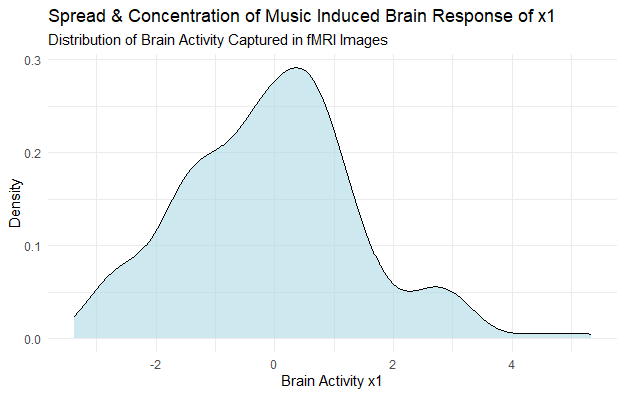 Spread & Concentration of Music Induced Brain Response of x1
Distribution of Brain Activity Captured in fMRI Images
0.3
0.2
0.1
0.0
Density
-2 0 2 4
Brain Activity x1